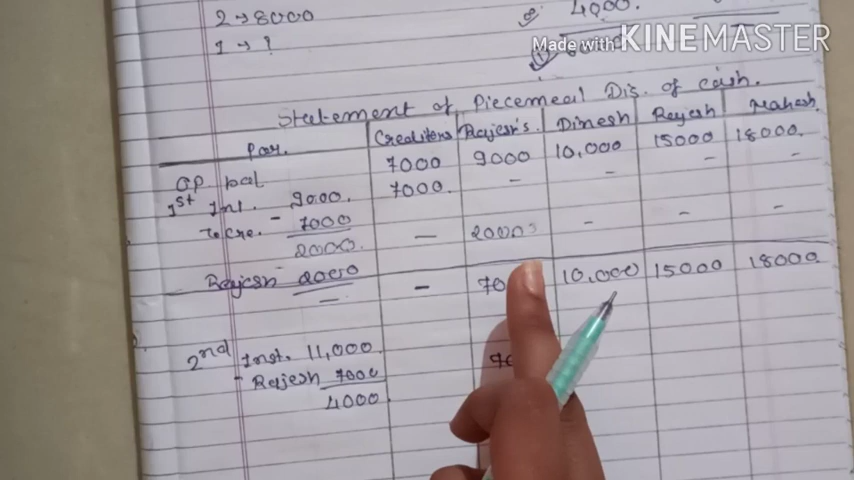 2 → 8000
1 → ?
4000.
Made with KINEMASTER
Statement of Piecemeal Dis. of cash.
Par. Creditors Rajesh's. Dinesh Rajesh Mahesh
Op bal 7000 9000 10,000 15000 18000.
1st Inst. 9000. 7000. - - - -
To cre. - 7000
2000. - 2000 - - -
Rajesh 2000
- - 70 10,000 15000 18000
2nd Inst. 11,000
- Rajesh 7000
4000